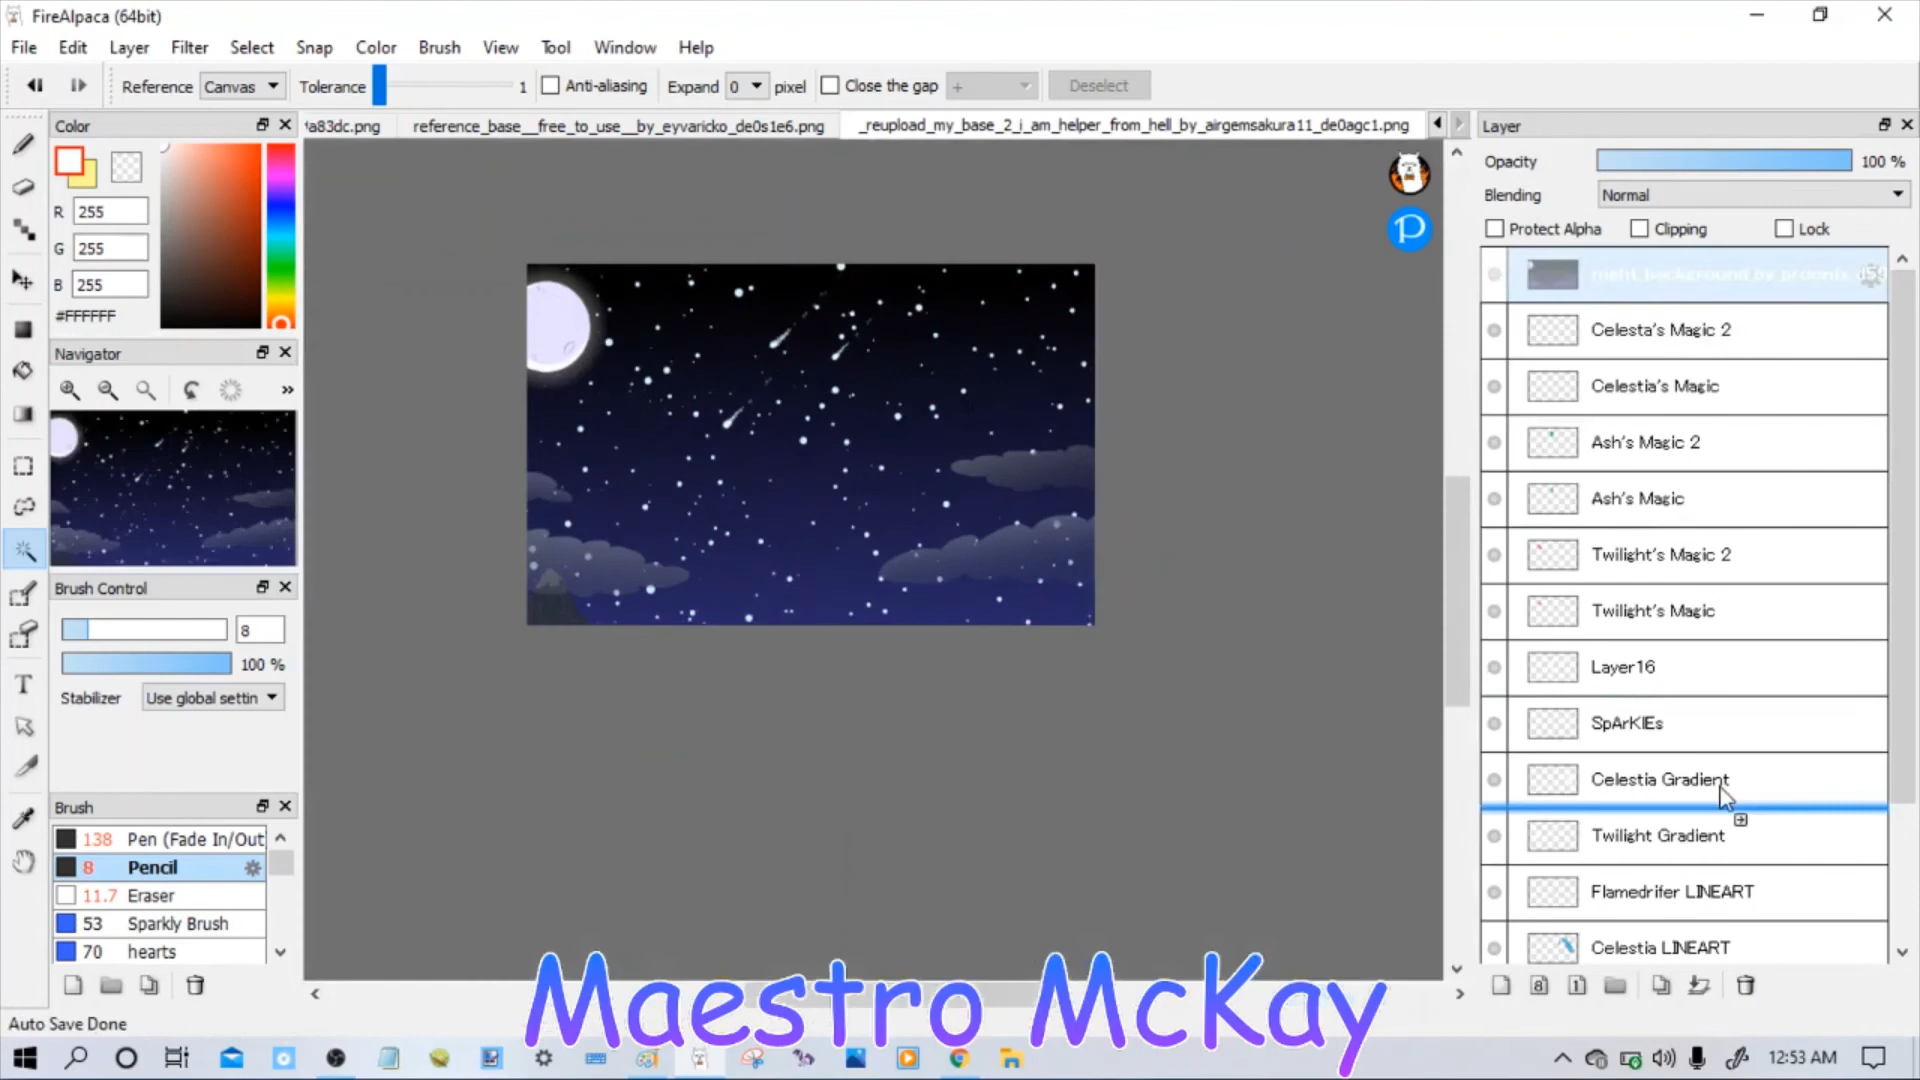 FireAlpaca (64bit)
File Edit Layer Filter Select Snap Color Brush View Tool Window Help
Reference Canvas Tolerance 1 Anti-aliasing Expand 0 pixel Close the gap + Deselect
Color
fa83dc.png reference_base__free_to_use__by_eyvaricko_de0s1e6.png _reupload_my_base_2_i_am_helper_from_hell_by_airgemsakura11_de0agc1.png
R 255
G 255
B 255
#FFFFFF
Navigator
Brush Control
8
100 %
Stabilizer Use global settin
Brush
138 Pen (Fade In/Out
8 Pencil
11.7 Eraser
53 Sparkly Brush
70 hearts
Layer
Opacity 100 %
Blending Normal
Protect Alpha Clipping Lock
night_background_by_proenix_d59
Celesta's Magic 2
Celestia's Magic
Ash's Magic 2
Ash's Magic
Twilight's Magic 2
Twilight's Magic
Layer16
SpArKlEs
Celestia Gradient
Twilight Gradient
Flamedrifer LINEART
Celestia LINEART
8 1
Maestro McKay
Auto Save Done
12:53 AM